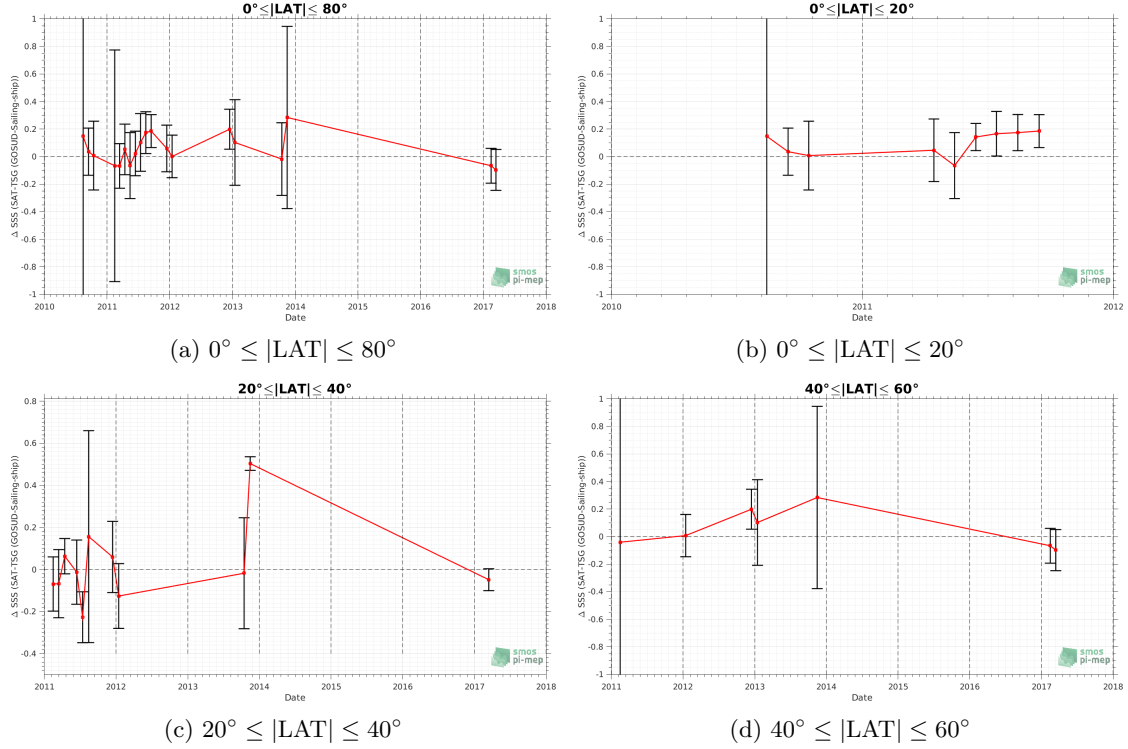 0°≤|LAT|≤ 80°
Δ SSS (SAT-TSG (GOSUD-Sailing-ship))
1
0.8
0.6
0.4
0.2
0
-0.2
-0.4
-0.6
-0.8
-1
2010 2011 2012 2013 2014 2015 2016 2017 2018
Date
smos
pi-mep
(a) 0° ≤ |LAT| ≤ 80°
0°≤|LAT|≤ 20°
Δ SSS (SAT-TSG (GOSUD-Sailing-ship))
1
0.8
0.6
0.4
0.2
0
-0.2
-0.4
-0.6
-0.8
-1
2010 2011 2012
Date
smos
pi-mep
(b) 0° ≤ |LAT| ≤ 20°
20°≤|LAT|≤ 40°
Δ SSS (SAT-TSG (GOSUD-Sailing-ship))
0.8
0.6
0.4
0.2
0
-0.2
-0.4
2011 2012 2013 2014 2015 2016 2017 2018
Date
smos
pi-mep
(c) 20° ≤ |LAT| ≤ 40°
40°≤|LAT|≤ 60°
Δ SSS (SAT-TSG (GOSUD-Sailing-ship))
1
0.8
0.6
0.4
0.2
0
-0.2
-0.4
-0.6
-0.8
-1
2011 2012 2013 2014 2015 2016 2017 2018
Date
smos
pi-mep
(d) 40° ≤ |LAT| ≤ 60°